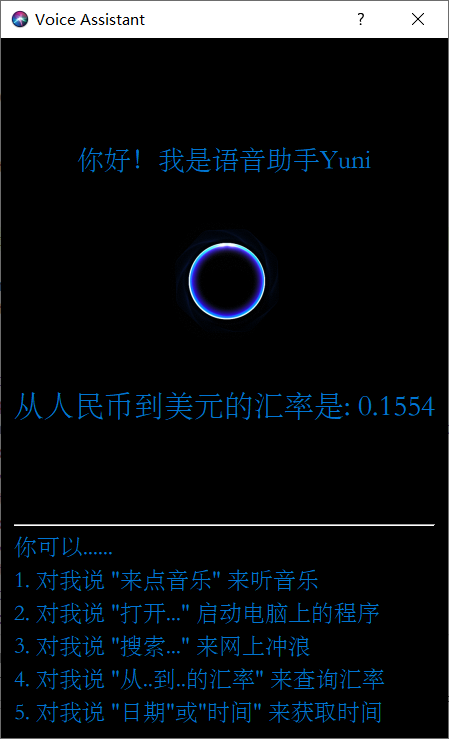 Voice Assistant
你好！我是语音助手Yuni
从人民币到美元的汇率是: 0.1554
你可以......
1. 对我说 "来点音乐" 来听音乐
2. 对我说 "打开..." 启动电脑上的程序
3. 对我说 "搜索..." 来网上冲浪
4. 对我说 "从..到..的汇率" 来查询汇率
5. 对我说 "日期"或"时间" 来获取时间